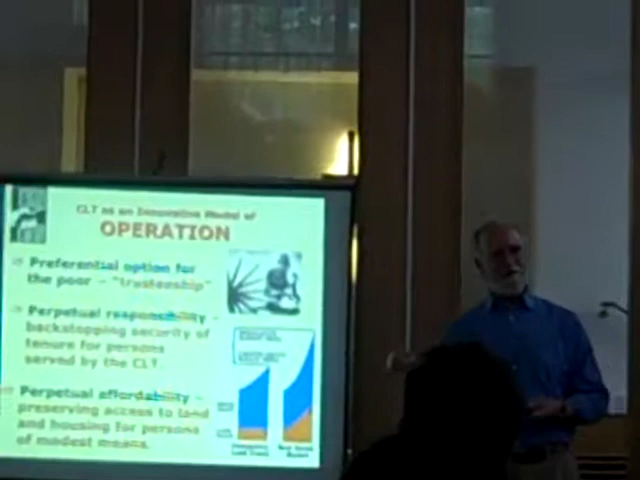 CLT as an Innovative Model of
OPERATION
Preferential option for
the poor – "trusteeship"
Perpetual responsibility –
backstopping security of
tenure for persons
served by the CLT.
Perpetual affordability –
preserving access to land
and housing for persons
of modest means.